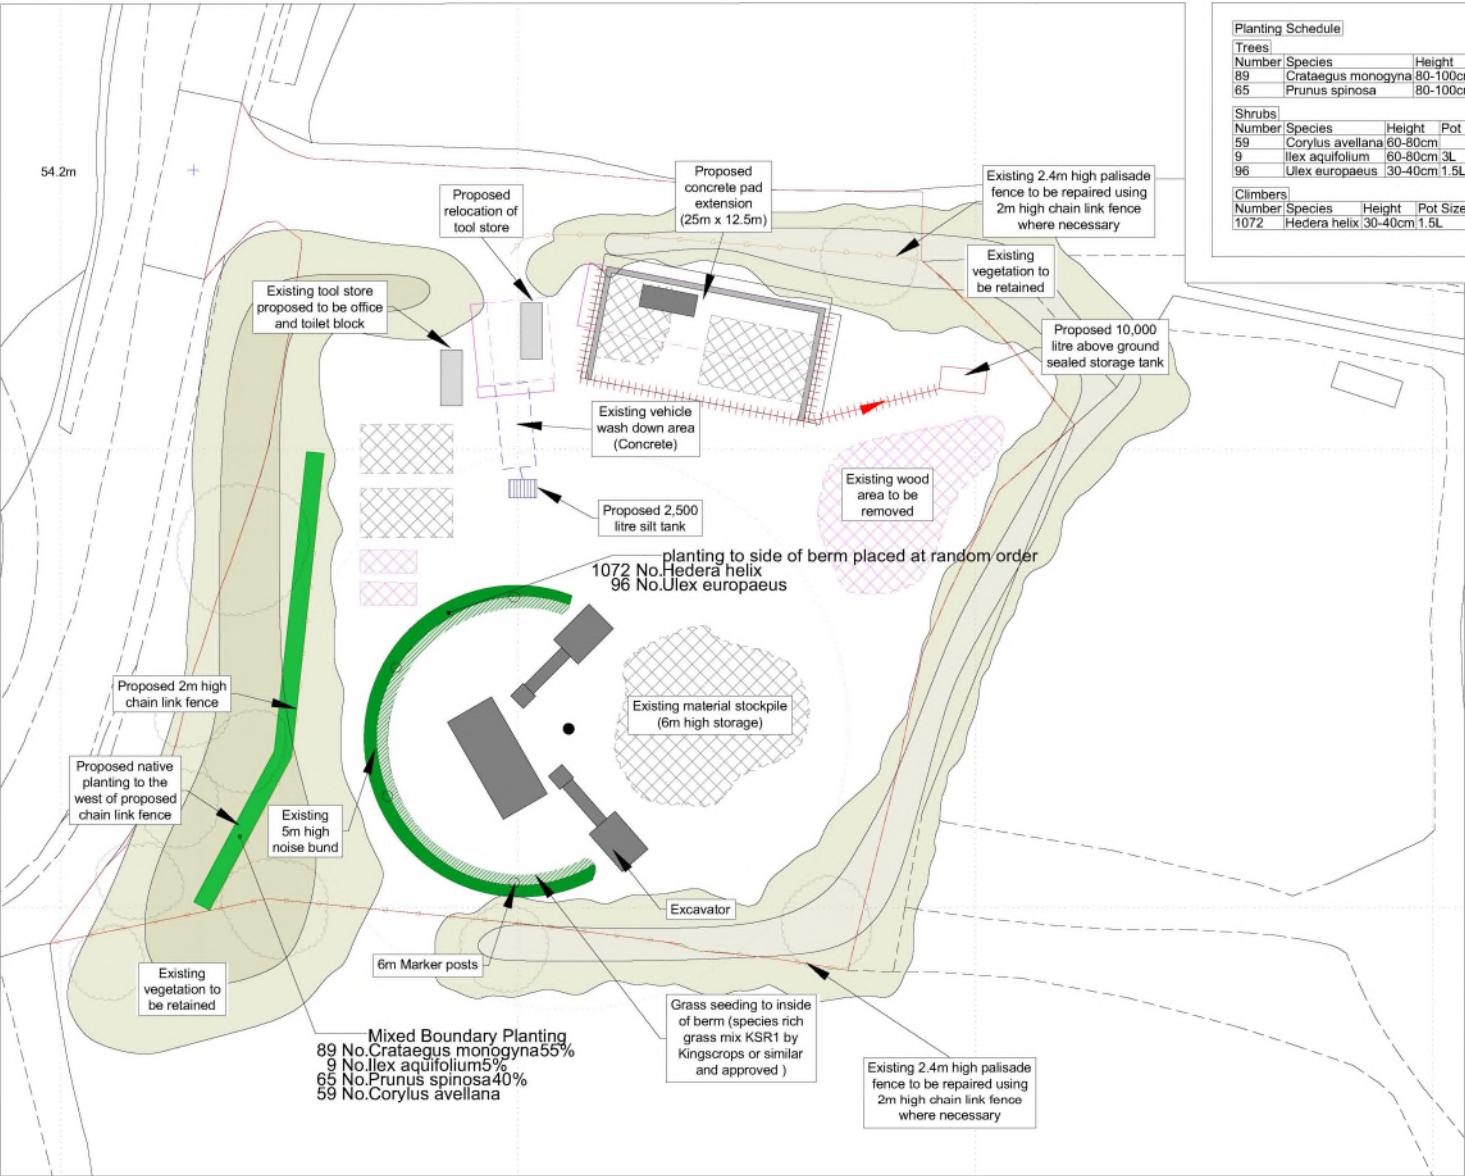 Planting Schedule
Trees
Number Species Height
89 Crataegus monogyna 80-100c
65 Prunus spinosa 80-100c
Shrubs
Number Species Height Pot
59 Corylus avellana 60-80cm
9 Ilex aquifolium 60-80cm 3L
96 Ulex europaeus 30-40cm 1.5L
Climbers
Number Species Height Pot Size
1072 Hedera helix 30-40cm 1.5L
54.2m
Proposed
relocation of
tool store
Proposed
concrete pad
extension
(25m x 12.5m)
Existing 2.4m high palisade
fence to be repaired using
2m high chain link fence
where necessary
Existing
vegetation to
be retained
Existing tool store
proposed to be office
and toilet block
Proposed 10,000
litre above ground
sealed storage tank
Existing vehicle
wash down area
(Concrete)
Existing wood
area to be
removed
Proposed 2,500
litre silt tank
planting to side of berm placed at random order
1072 No.Hedera helix
96 No.Ulex europaeus
Proposed 2m high
chain link fence
Existing material stockpile
(6m high storage)
Proposed native
planting to the
west of proposed
chain link fence
Existing
5m high
noise bund
Excavator
6m Marker posts
Existing
vegetation to
be retained
Grass seeding to inside
of berm (species rich
grass mix KSR1 by
Kingscrops or similar
and approved )
Mixed Boundary Planting
89 No.Crataegus monogyna55%
9 No.Ilex aquifolium5%
65 No.Prunus spinosa40%
59 No.Corylus avellana
Existing 2.4m high palisade
fence to be repaired using
2m high chain link fence
where necessary